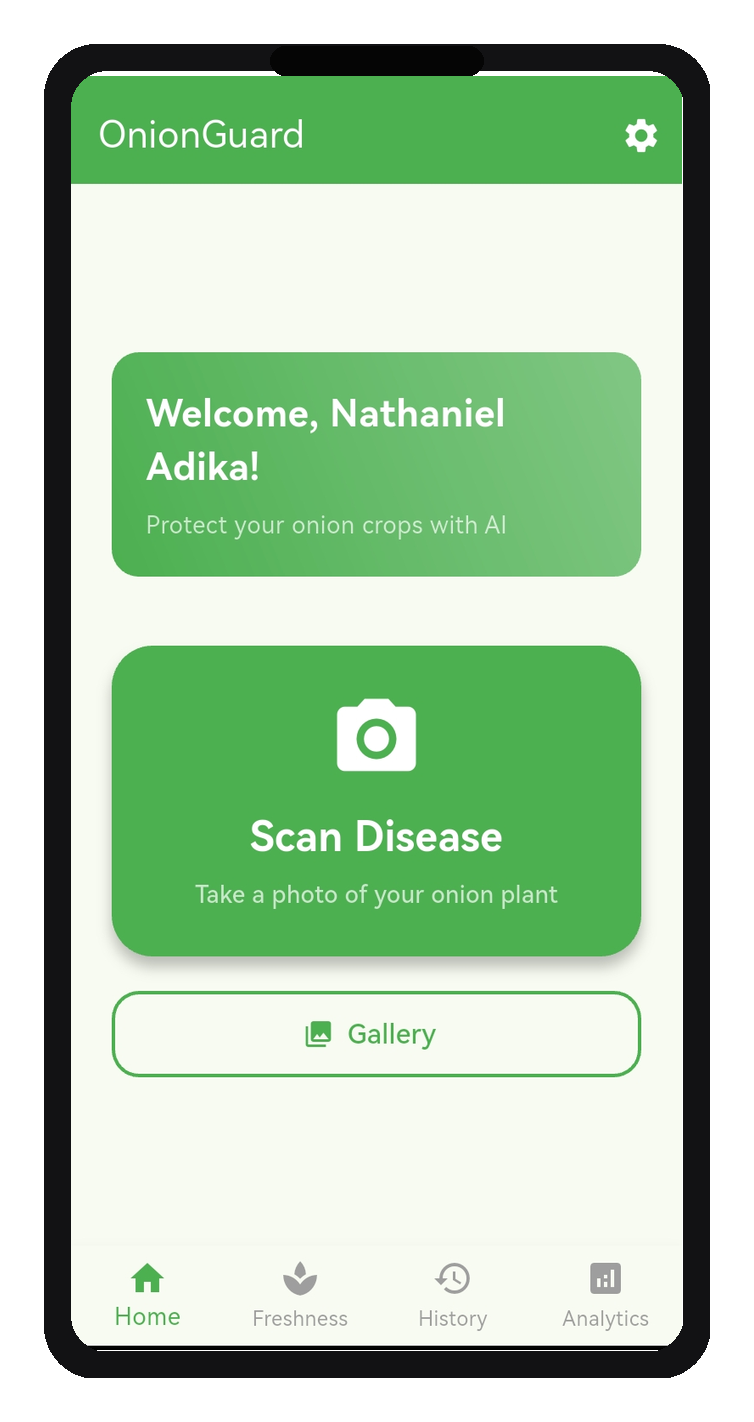 OnionGuard
Welcome, Nathaniel
Adika!
Protect your onion crops with AI
Scan Disease
Take a photo of your onion plant
Gallery
Home
Freshness
History
Analytics